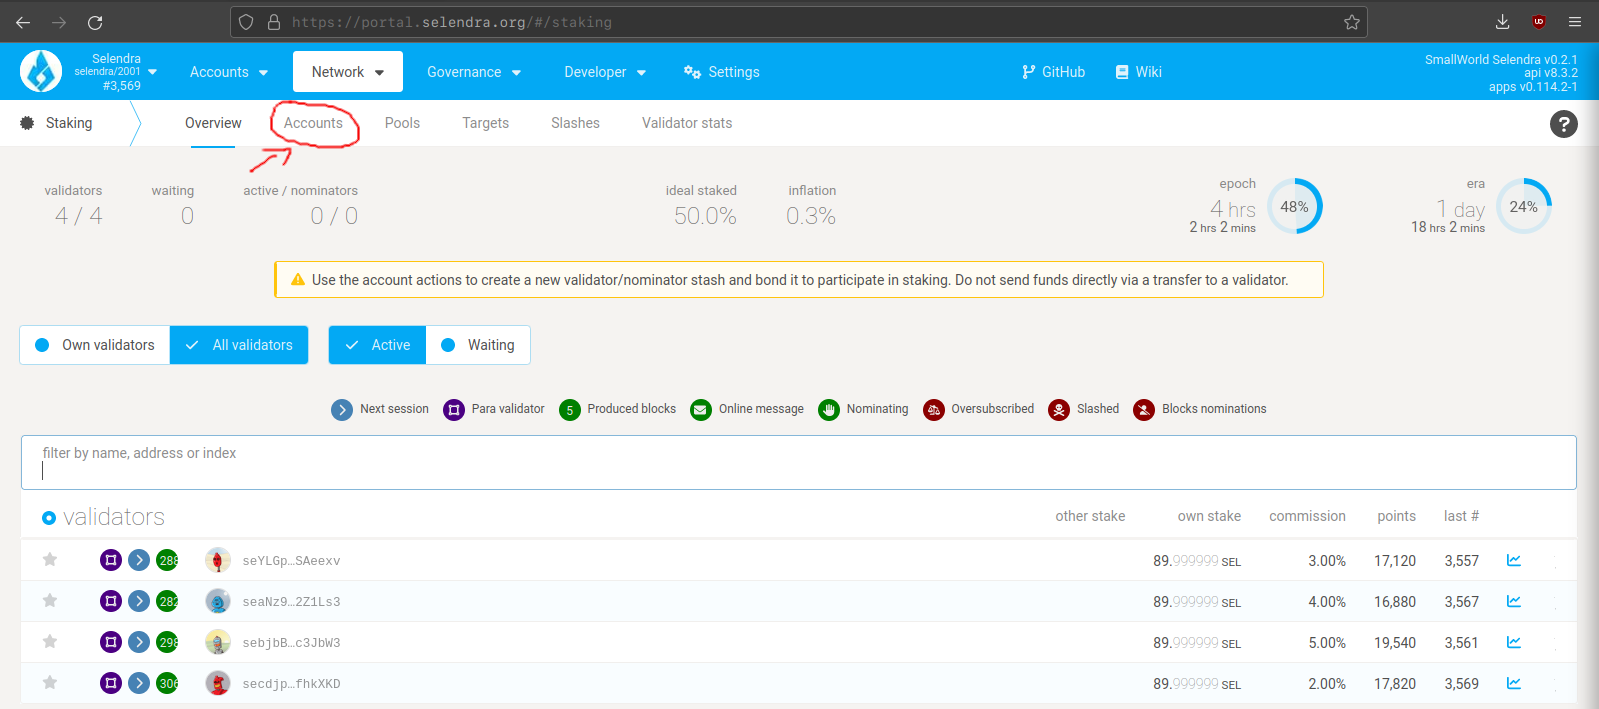 https://portal.selendra.org/#/staking
Selendra
selendra/2001
#3,569
Accounts
Network
Governance
Developer
Settings
GitHub
Wiki
SmallWorld Selendra v0.2.1
api v8.3.2
apps v0.114.2-1
Staking
Overview
Accounts
Pools
Targets
Slashes
Validator stats
?
validators
4 / 4
waiting
0
active / nominators
0 / 0
ideal staked
50.0%
inflation
0.3%
epoch
4 hrs
2 hrs 2 mins
48%
era
1 day
18 hrs 2 mins
24%
Use the account actions to create a new validator/nominator stash and bond it to participate in staking. Do not send funds directly via a transfer to a validator.
Own validators
All validators
Active
Waiting
Next session
Para validator
5 Produced blocks
Online message
Nominating
Oversubscribed
Slashed
Blocks nominations
filter by name, address or index
validators other stake own stake commission points last #
288 seYLGp…SAeexv 89.999999 SEL 3.00% 17,120 3,557
282 seaNz9…2Z1Ls3 89.999999 SEL 4.00% 16,880 3,567
298 sebjbB…c3JbW3 89.999999 SEL 5.00% 19,540 3,561
306 secdjp…fhkXKD 89.999999 SEL 2.00% 17,820 3,569